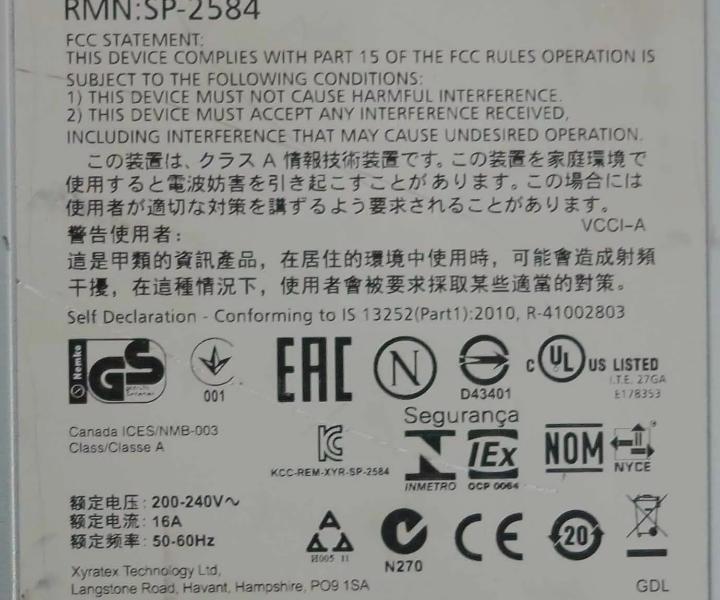 RMN:SP-2584
FCC STATEMENT:
THIS DEVICE COMPLIES WITH PART 15 OF THE FCC RULES OPERATION IS
SUBJECT TO THE FOLLOWING CONDITIONS:
1) THIS DEVICE MUST NOT CAUSE HARMFUL INTERFERENCE.
2) THIS DEVICE MUST ACCEPT ANY INTERFERENCE RECEIVED,
INCLUDING INTERFERENCE THAT MAY CAUSE UNDESIRED OPERATION.
この装置は、クラス A 情報技術装置です。この装置を家庭環境で
使用すると電波妨害を引き起こすことが あります。この場合には
使用者が適切な対策を講ずるよう要求されることがあります。
VCCI-A
警告使用者：
這是甲類的資訊產品，在居住的環境中使用時，可能會造成射頻
干擾，在這種情況下，使用者會被要求採取某些適當的對策。
Self Declaration - Conforming to IS 13252(Part1):2010, R-41002803
Nemko GS
001
EAC
N
D43401
C UL US LISTED
I.T.E. 27GA
E178353
Canada ICES/NMB-003
Class/Classe A
KC
KCC-REM-XYR-SP-2584
Segurança
INMETRO
IEx
OCP 0064
NOM
NYCE
额定电压: 200-240V～
额定电流: 16A
额定频率: 50-60Hz
A
H005 11
N270
CE
20
Xyratex Technology Ltd,
Langstone Road, Havant, Hampshire, PO9 1SA
GDL